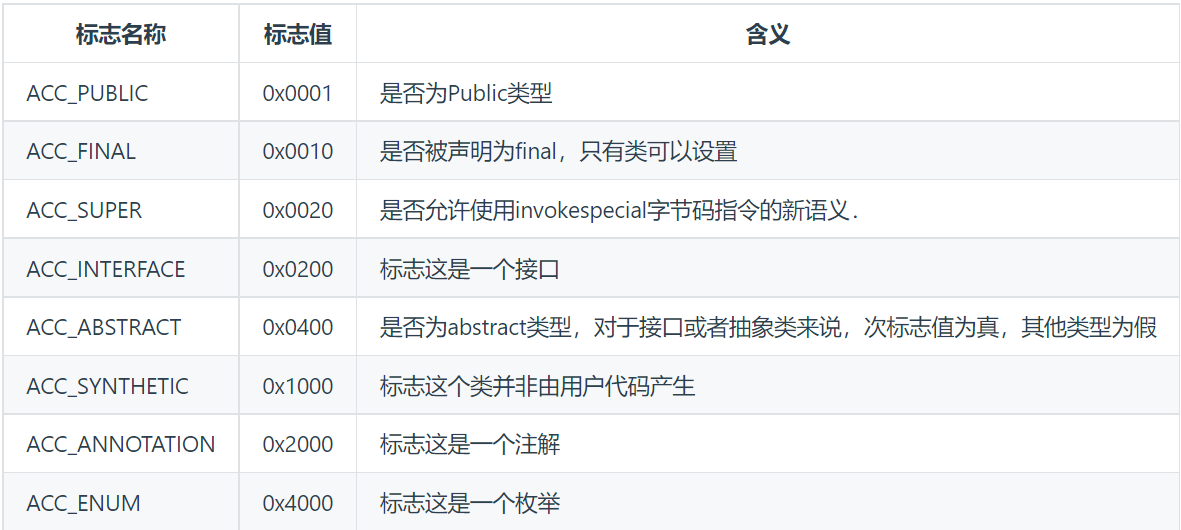 标志名称 标志值 含义
ACC_PUBLIC 0x0001 是否为Public类型
ACC_FINAL 0x0010 是否被声明为final，只有类可以设置
ACC_SUPER 0x0020 是否允许使用invokespecial字节码指令的新语义．
ACC_INTERFACE 0x0200 标志这是一个接口
ACC_ABSTRACT 0x0400 是否为abstract类型，对于接口或者抽象类来说，次标志值为真，其他类型为假
ACC_SYNTHETIC 0x1000 标志这个类并非由用户代码产生
ACC_ANNOTATION 0x2000 标志这是一个注解
ACC_ENUM 0x4000 标志这是一个枚举